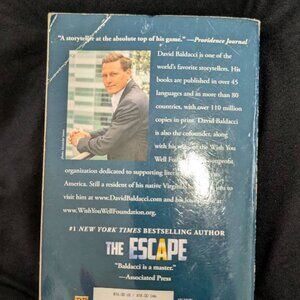 "A storyteller at the absolute top of his game." —Providence Journal
David Baldacci is one of
the world's favorite storytellers. His
books are published in over 45
languages and in more than 80
countries, with over 110 million
copies in print. David Baldacci
is also the cofounder, along
with his wife, of the Wish You
Well Foundation, a nonprofit
organization dedicated to supporting literacy
America. Still a resident of his native Virginia,
visit him at www.DavidBaldacci.com and his foundation at
www.WishYouWellFoundation.org.
#1 NEW YORK TIMES BESTSELLING AUTHOR
THE ESCAPE
"Baldacci is a master."
—Associated Press